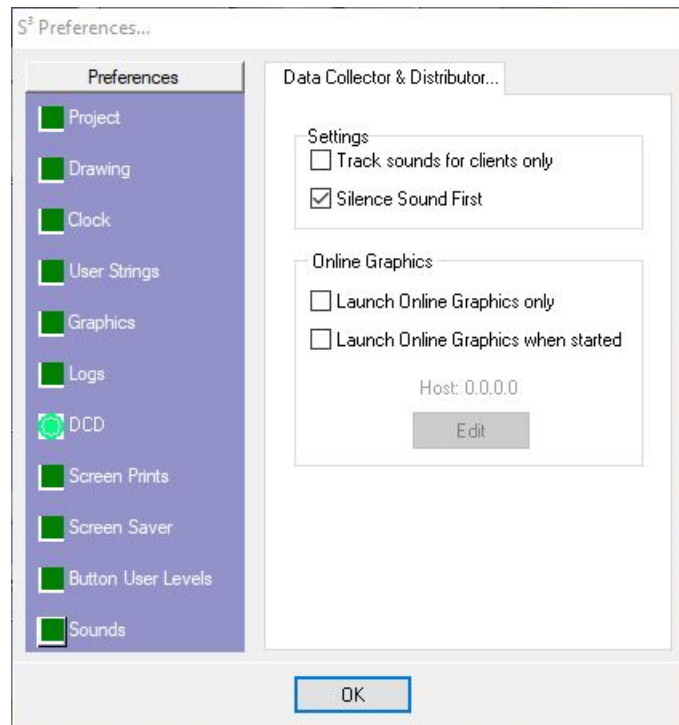 S³ Preferences...
Preferences
Project
Drawing
Clock
User Strings
Graphics
Logs
DCD
Screen Prints
Screen Saver
Button User Levels
Sounds
Data Collector & Distributor...
Settings
Track sounds for clients only
Silence Sound First
Online Graphics
Launch Online Graphics only
Launch Online Graphics when started
Host: 0.0.0.0
Edit
OK